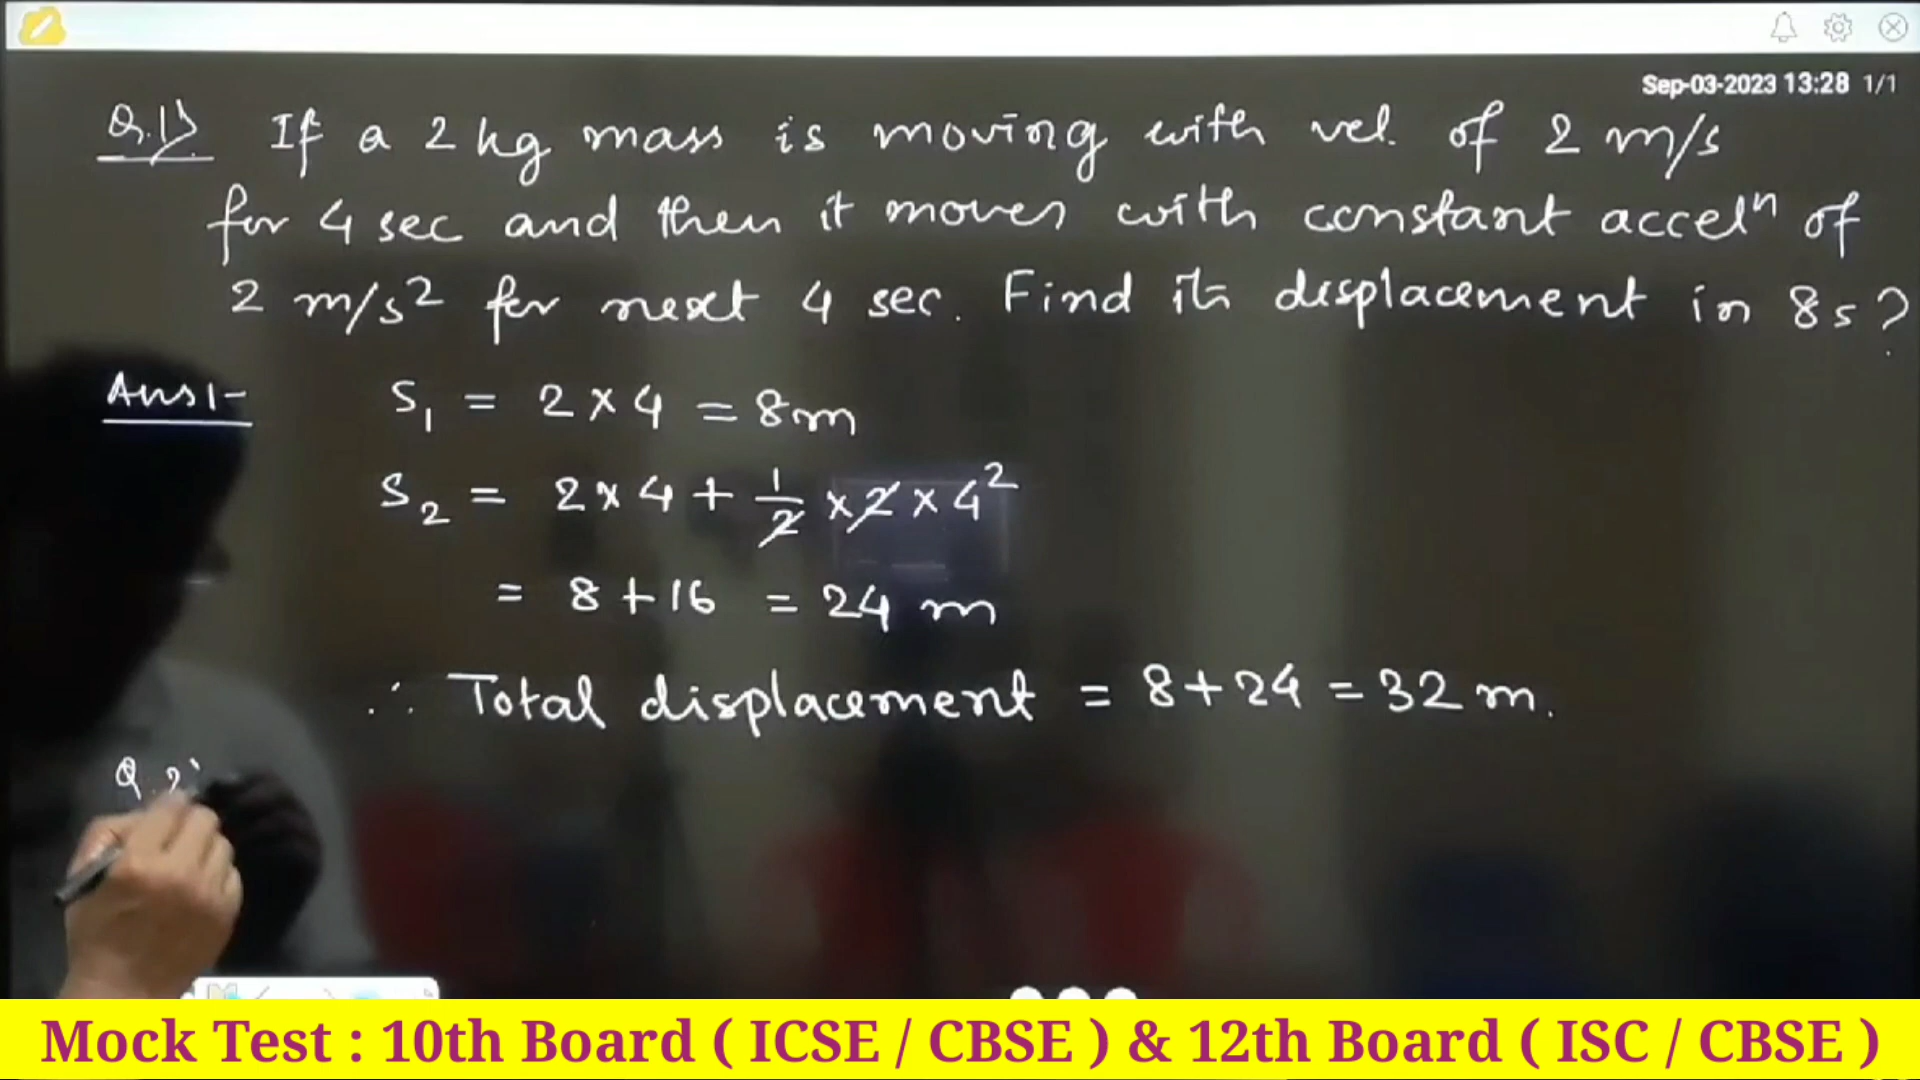 Sep-03-2023 13:28 1/1
Q.1) If a 2 kg mass is moving with vel. of 2 m/s
for 4 sec and then it moves with constant accelⁿ of
2 m/s² for next 4 sec. Find its displacement in 8s?
Ans1- S₁ = 2 × 4 = 8m
S₂ = 2 × 4 + 1/2 × 2 × 4²
= 8 + 16 = 24 m
∴ Total displacement = 8 + 24 = 32 m.
Q.2)
Mock Test : 10th Board ( ICSE / CBSE ) & 12th Board ( ISC / CBSE )